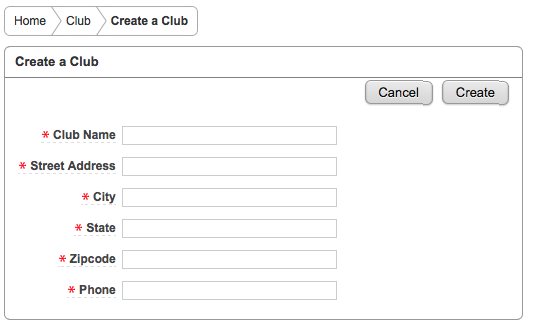 Home Club Create a Club
Create a Club
Cancel Create
* Club Name
* Street Address
* City
* State
* Zipcode
* Phone